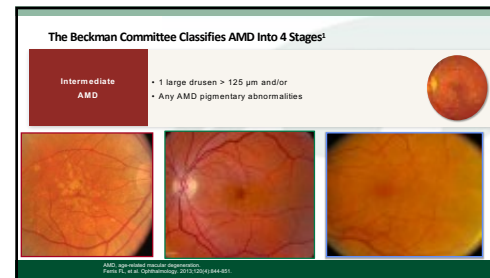 The Beckman Committee Classifies AMD Into 4 Stages¹
Intermediate
AMD
• 1 large drusen > 125 µm and/or
• Any AMD pigmentary abnormalities
AMD, age-related macular degeneration.
Ferris FL, et al. Ophthalmology. 2013;120(4):844-851.